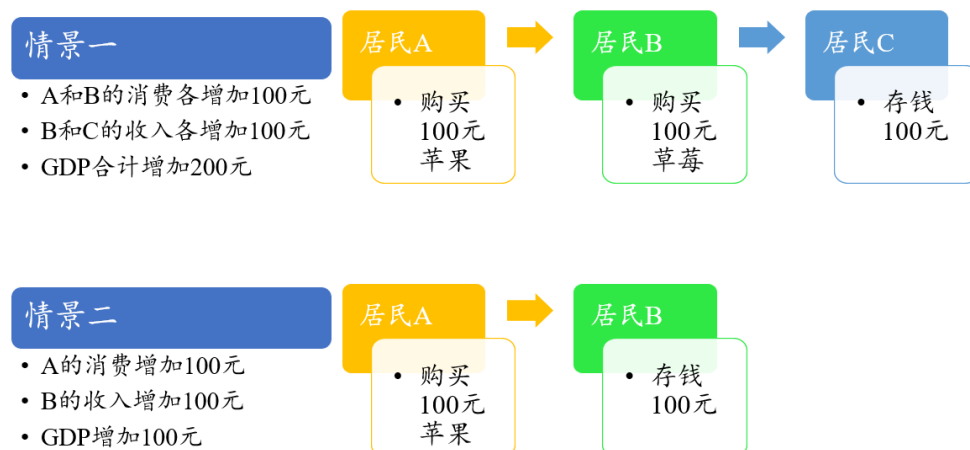 情景一
• A和B的消费各增加100元
• B和C的收入各增加100元
• GDP合计增加200元
居民A
• 购买
100元
苹果
居民B
• 购买
100元
草莓
居民C
• 存钱
100元
情景二
• A的消费增加100元
• B的收入增加100元
• GDP增加100元
居民A
• 购买
100元
苹果
居民B
• 存钱
100元